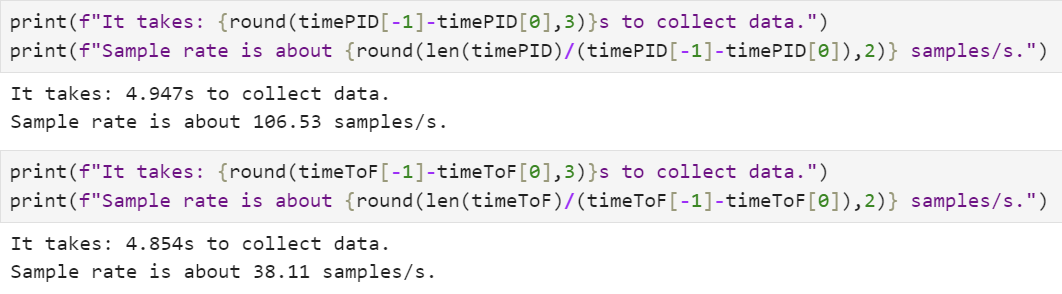 print(f"It takes: {round(timePID[-1]-timePID[0],3)}s to collect data.")
print(f"Sample rate is about {round(len(timePID)/(timePID[-1]-timePID[0]),2)} samples/s.")
It takes: 4.947s to collect data.
Sample rate is about 106.53 samples/s.
print(f"It takes: {round(timeToF[-1]-timeToF[0],3)}s to collect data.")
print(f"Sample rate is about {round(len(timeToF)/(timeToF[-1]-timeToF[0]),2)} samples/s.")
It takes: 4.854s to collect data.
Sample rate is about 38.11 samples/s.